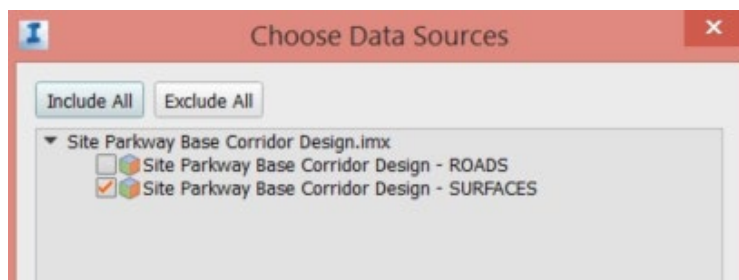 Choose Data Sources
Include All Exclude All
Site Parkway Base Corridor Design.imx
Site Parkway Base Corridor Design - ROADS
Site Parkway Base Corridor Design - SURFACES